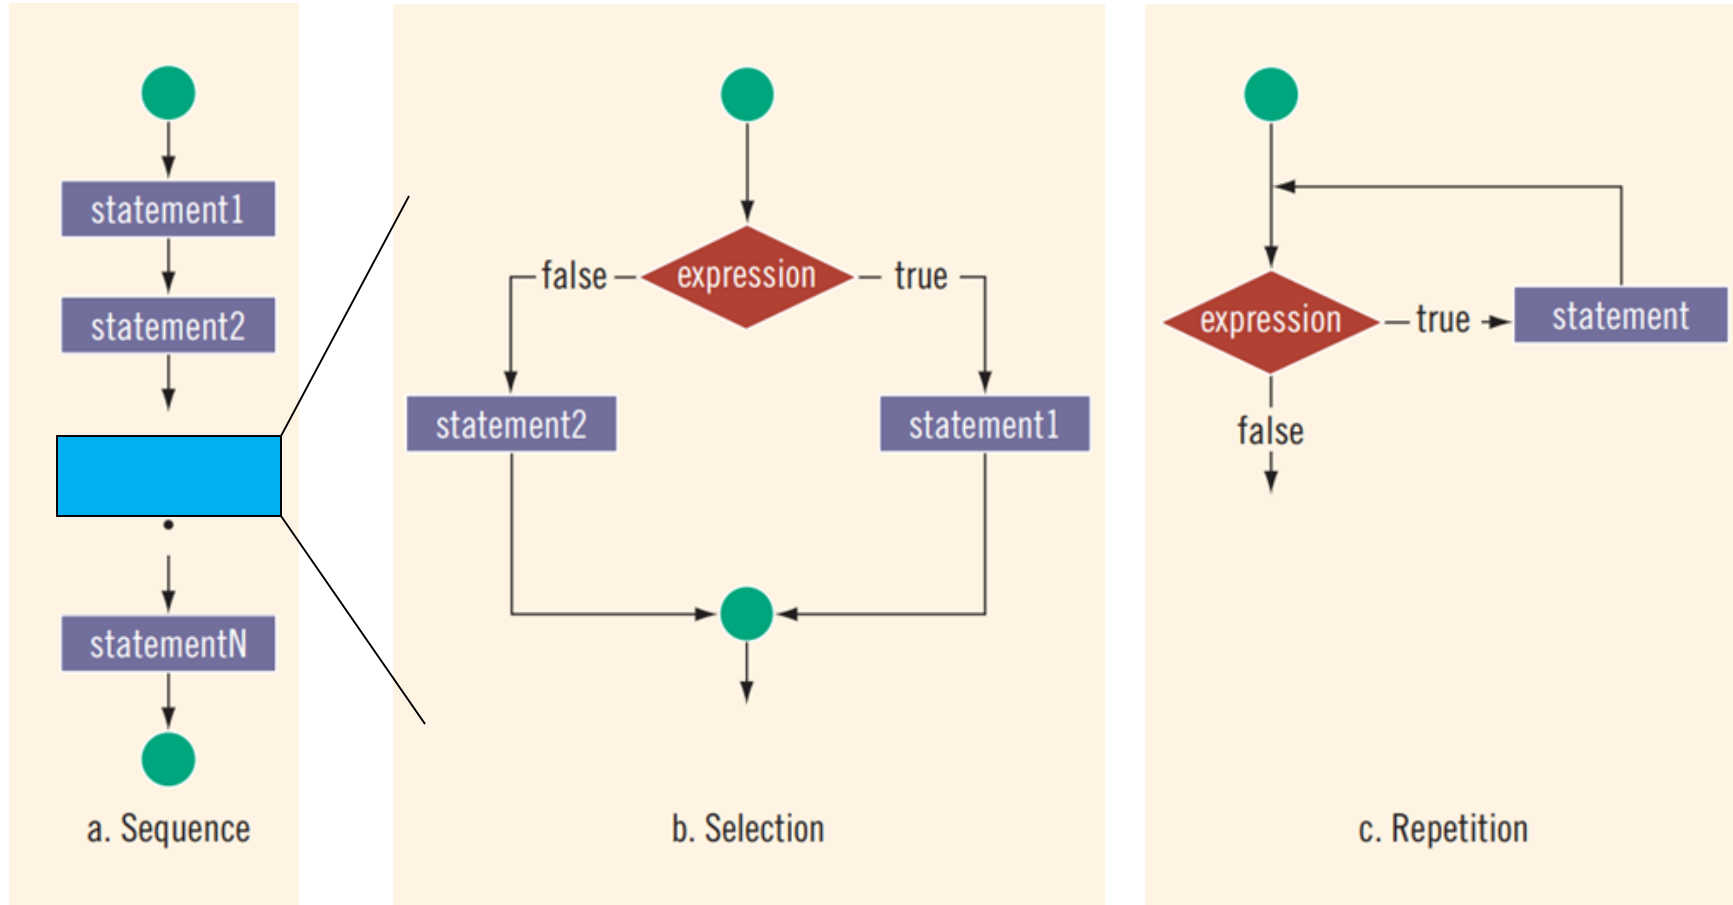 statement1
statement2
statementN
a. Sequence
false
expression
true
statement2
statement1
b. Selection
expression
true
statement
false
c. Repetition